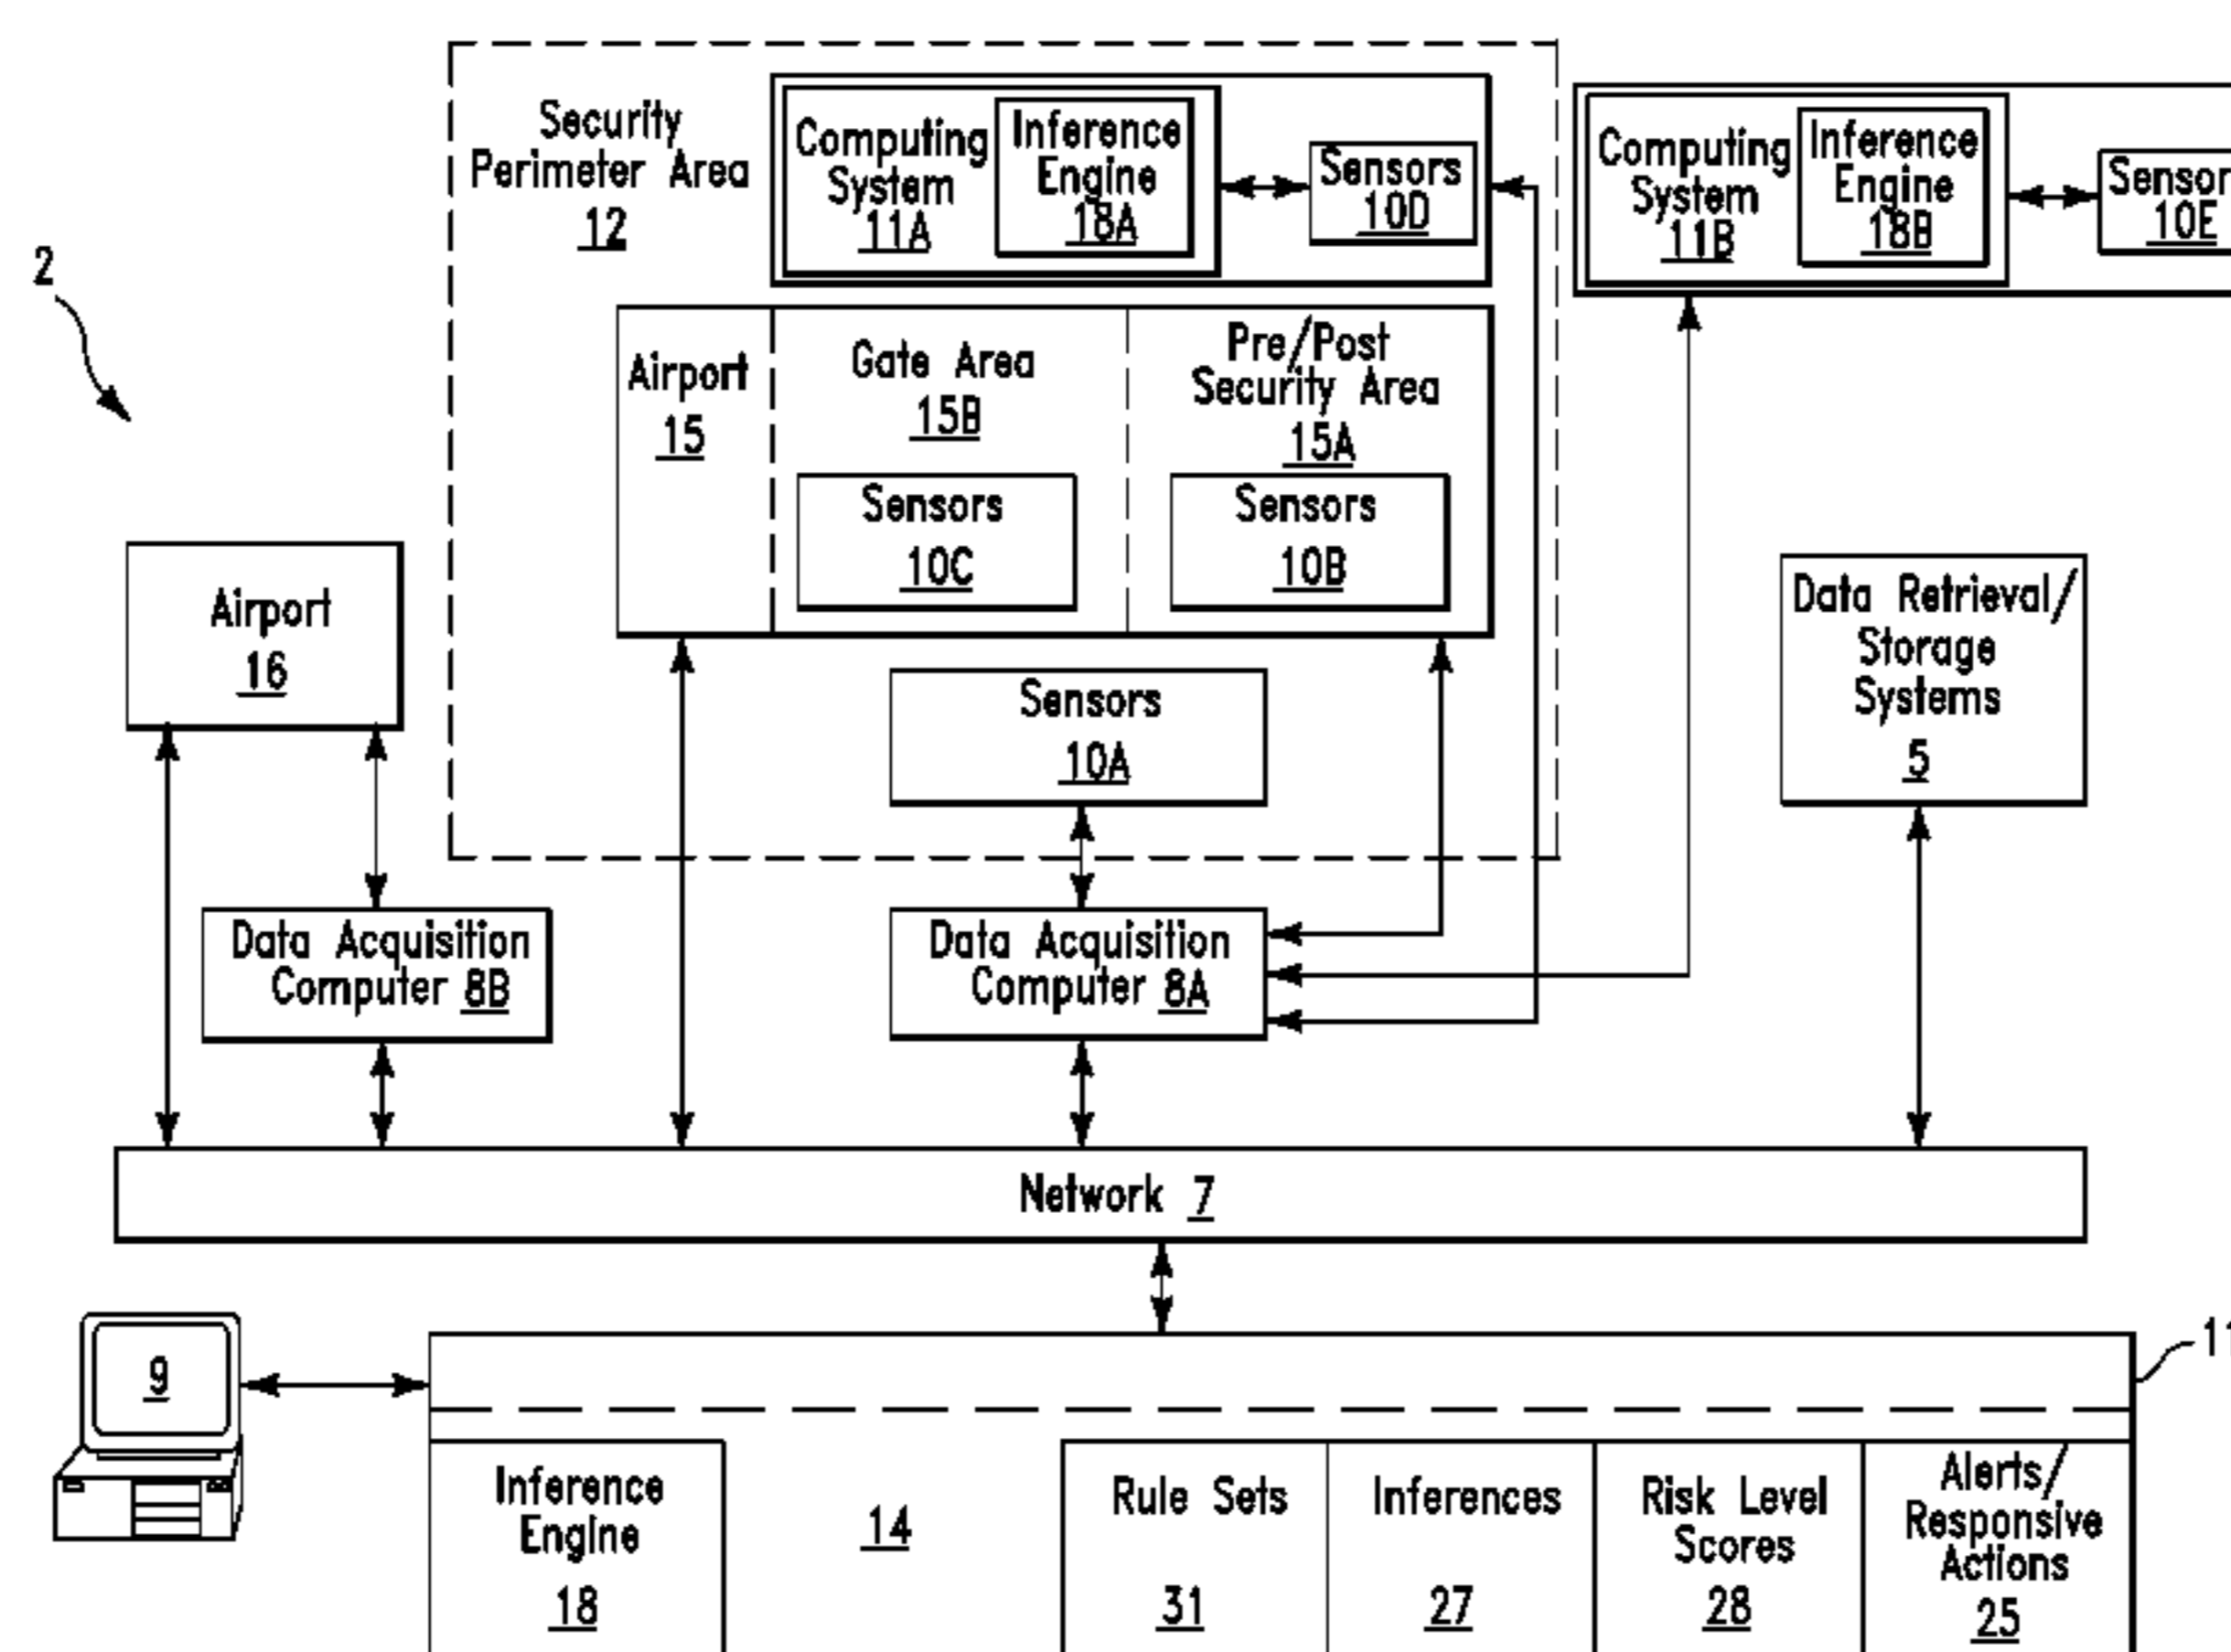 2
Security
Perimeter Area
12
Computing
System
11A
Inference
Engine
18A
Sensors
10D
Computing
System
11B
Inference
Engine
18B
10E
Airport
15
Gate Area
15B
Sensors
10C
Pre/Post
Security Area
15A
Sensors
10B
Airport
16
Sensors
10A
Data Retrieval/
Storage
Systems
5
Data Acquisition
Computer 8B
Data Acquisition
Computer 8A
Network 7
9
11
Inference
Engine
18
14
Rule Sets
31
Inferences
27
Risk Level
Scores
28
Alerts/
Responsive
Actions
25